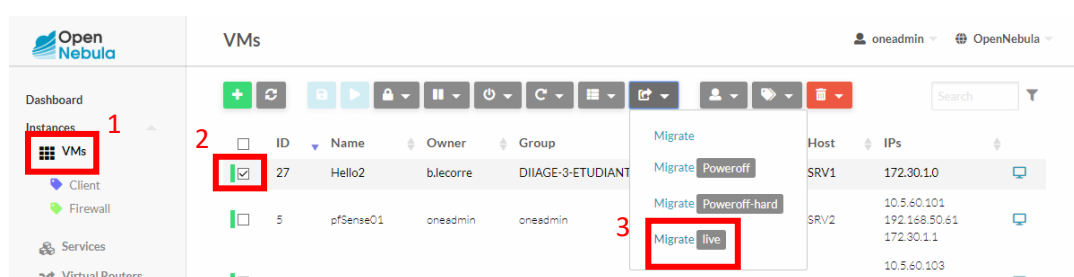 Open
Nebula
VMs
oneadmin
OpenNebula
Dashboard
Instances
1
VMs
Client
Firewall
Services
Virtual Routers
Search
2
ID Name Owner Group Host IPs
27 Hello2 b.lecorre DIIAGE-3-ETUDIANT SRV1 172.30.1.0
5 pfSense01 oneadmin oneadmin SRV2 10.5.60.101
192.168.50.61
172.30.1.1
10.5.60.103
Migrate
Migrate Poweroff
Migrate Poweroff-hard
3
Migrate live